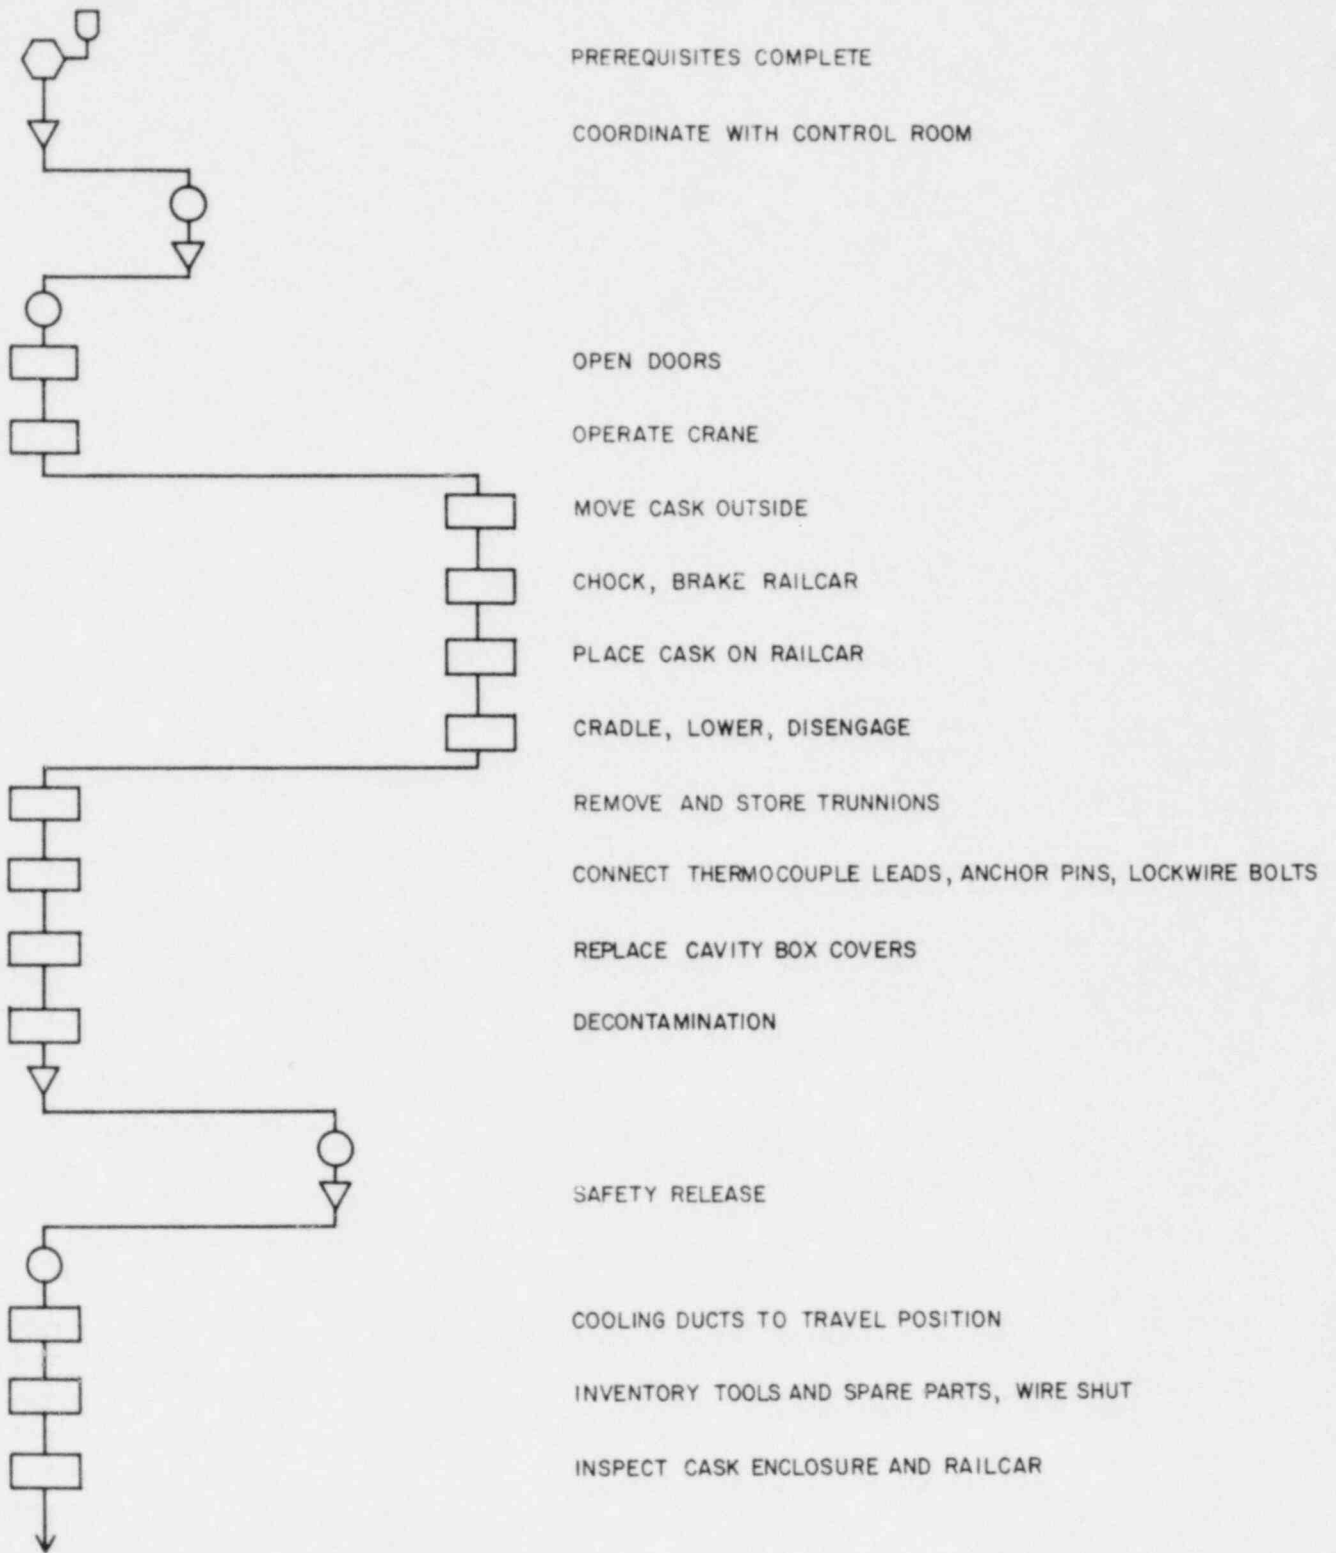 PREREQUISITES COMPLETE
COORDINATE WITH CONTROL ROOM
OPEN DOORS
OPERATE CRANE
MOVE CASK OUTSIDE
CHOCK, BRAKE RAILCAR
PLACE CASK ON RAILCAR
CRADLE, LOWER, DISENGAGE
REMOVE AND STORE TRUNNIONS
CONNECT THERMOCOUPLE LEADS, ANCHOR PINS, LOCKWIRE BOLTS
REPLACE CAVITY BOX COVERS
DECONTAMINATION
SAFETY RELEASE
COOLING DUCTS TO TRAVEL POSITION
INVENTORY TOOLS AND SPARE PARTS, WIRE SHUT
INSPECT CASK ENCLOSURE AND RAILCAR